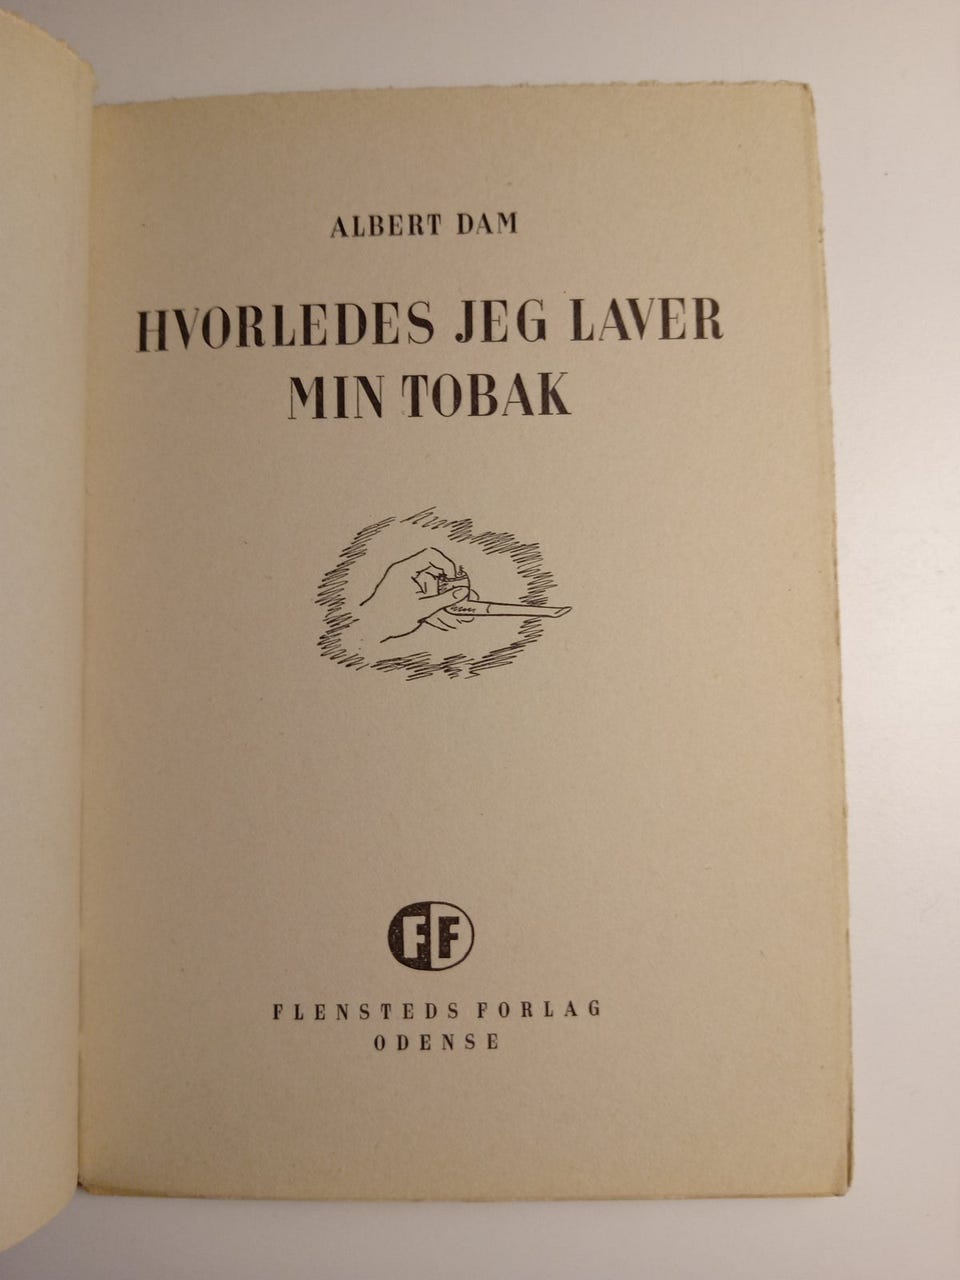 ALBERT DAM
HVORLEDES JEG LAVER
MIN TOBAK
FF
FLENSTEDS FORLAG
ODENSE